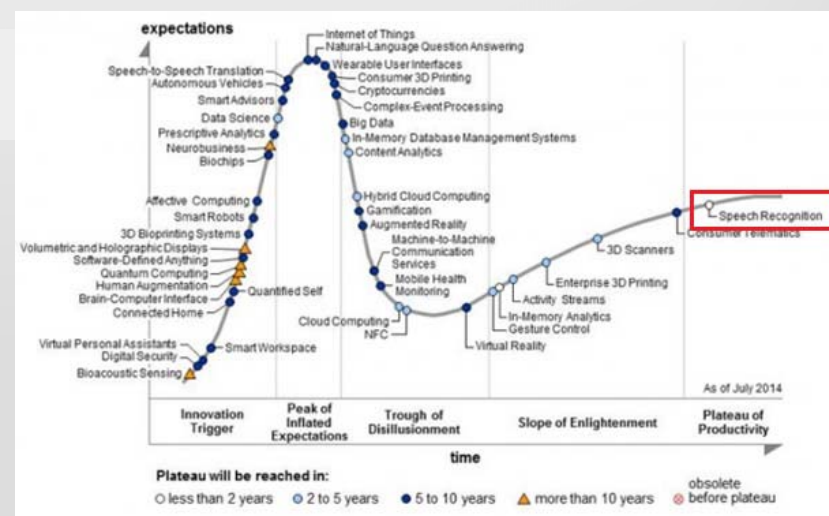 expectations
Internet of Things
Natural-Language Question Answering
Wearable User Interfaces
Speech-to-Speech Translation
Consumer 3D Printing
Autonomous Vehicles
Cryptocurrencies
Smart Advisors
Complex-Event Processing
Data Science
Big Data
Prescriptive Analytics
In-Memory Database Management Systems
Neurobusiness
Content Analytics
Biochips
Hybrid Cloud Computing
Affective Computing
Gamification
Speech Recognition
Smart Robots
Augmented Reality
Consumer Telematics
3D Bioprinting Systems
Machine-to-Machine
Communication
Services
Volumetric and Holographic Displays
3D Scanners
Software-Defined Anything
Quantum Computing
Mobile Health
Monitoring
Human Augmentation
Enterprise 3D Printing
Brain-Computer Interface
Quantified Self
Activity Streams
Connected Home
In-Memory Analytics
Cloud Computing
Gesture Control
NFC
Virtual Personal Assistants
Smart Workspace
Virtual Reality
Digital Security
Bioacoustic Sensing
As of July 2014
Innovation
Trigger
Peak of
Inflated
Expectations
Trough of
Disillusionment
Slope of Enlightenment
Plateau of
Productivity
time
Plateau will be reached in:
less than 2 years
2 to 5 years
5 to 10 years
more than 10 years
obsolete
before plateau